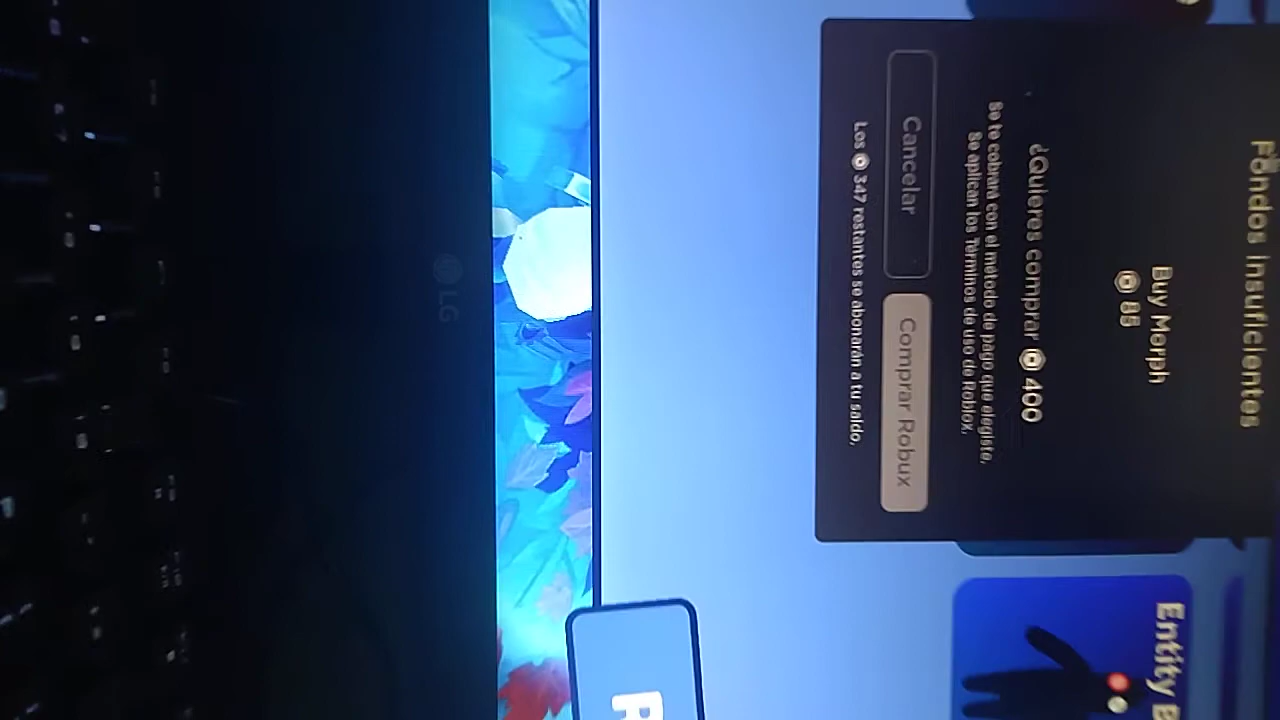 Fondos insuficientes
Buy Morph
85
¿Quieres comprar 400
Se te cobrará con el método de pago que elegiste.
Se aplican los Términos de uso de Roblox.
Cancelar
Comprar Robux
Los 347 restantes se abonarán a tu saldo.
Entity B
R
LG